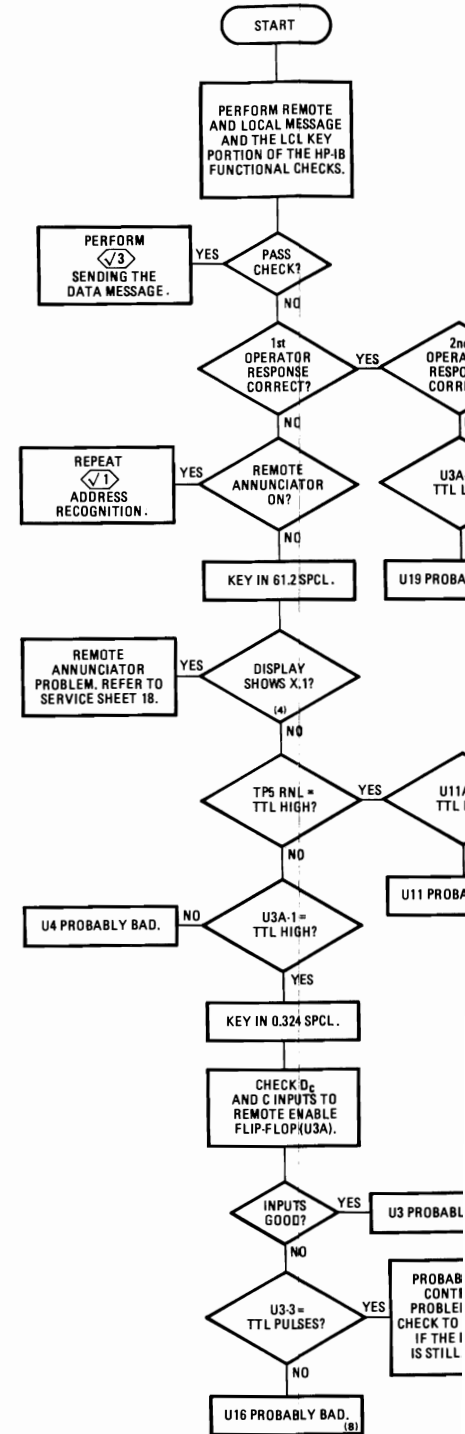 START
PERFORM REMOTE
AND LOCAL MESSAGE
AND THE LCL KEY
PORTION OF THE HP-IB
FUNCTIONAL CHECKS.
PERFORM
√3
SENDING THE
DATA MESSAGE.
YES
PASS
CHECK?
NO
1st
OPERATOR
RESPONSE
CORRECT?
YES
NO
REPEAT
√1
ADDRESS
RECOGNITION.
YES
REMOTE
ANNUNCIATOR
ON?
TTL
NO
KEY IN 61.2 SPCL.
U19
REMOTE
ANNUNCIATOR
PROBLEM. REFER TO
SERVICE SHEET 18.
YES
DISPLAY
SHOWS X.1?
(4)
NO
TP5 RNL =
TTL HIGH?
YES
TTL
NO
U11
U4 PROBABLY BAD.
NO
U3A-1 =
TTL HIGH?
YES
KEY IN 0.324 SPCL.
CHECK Dc
AND C INPUTS TO
REMOTE ENABLE
FLIP-FLOP (U3A).
INPUTS
GOOD?
YES
U3
NO
U3-3 =
TTL PULSES?
YES
CHECK TO
IF THE
IS STILL
NO
U16 PROBABLY BAD.
(8)